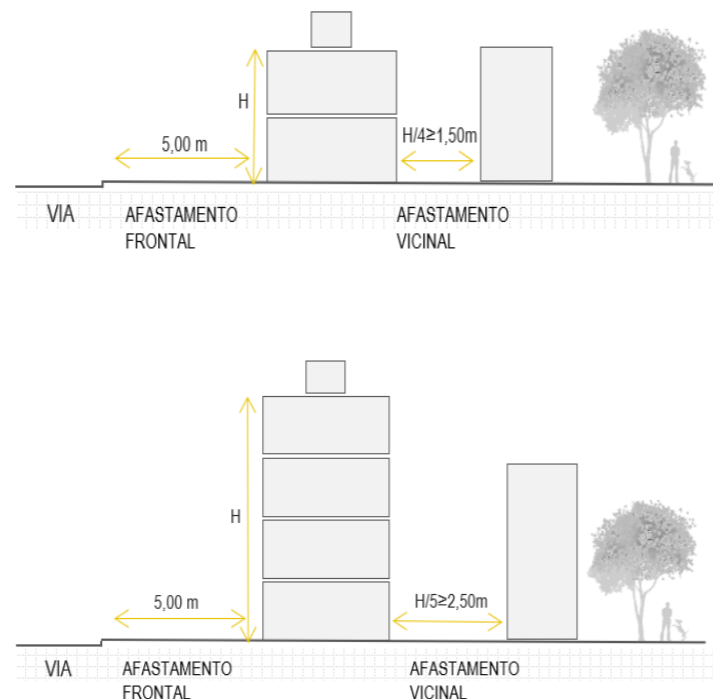 H
5,00 m
H/4≥1,50m
VIA
AFASTAMENTO
FRONTAL
AFASTAMENTO
VICINAL
H
5,00 m
H/5≥2,50m
VIA
AFASTAMENTO
FRONTAL
AFASTAMENTO
VICINAL